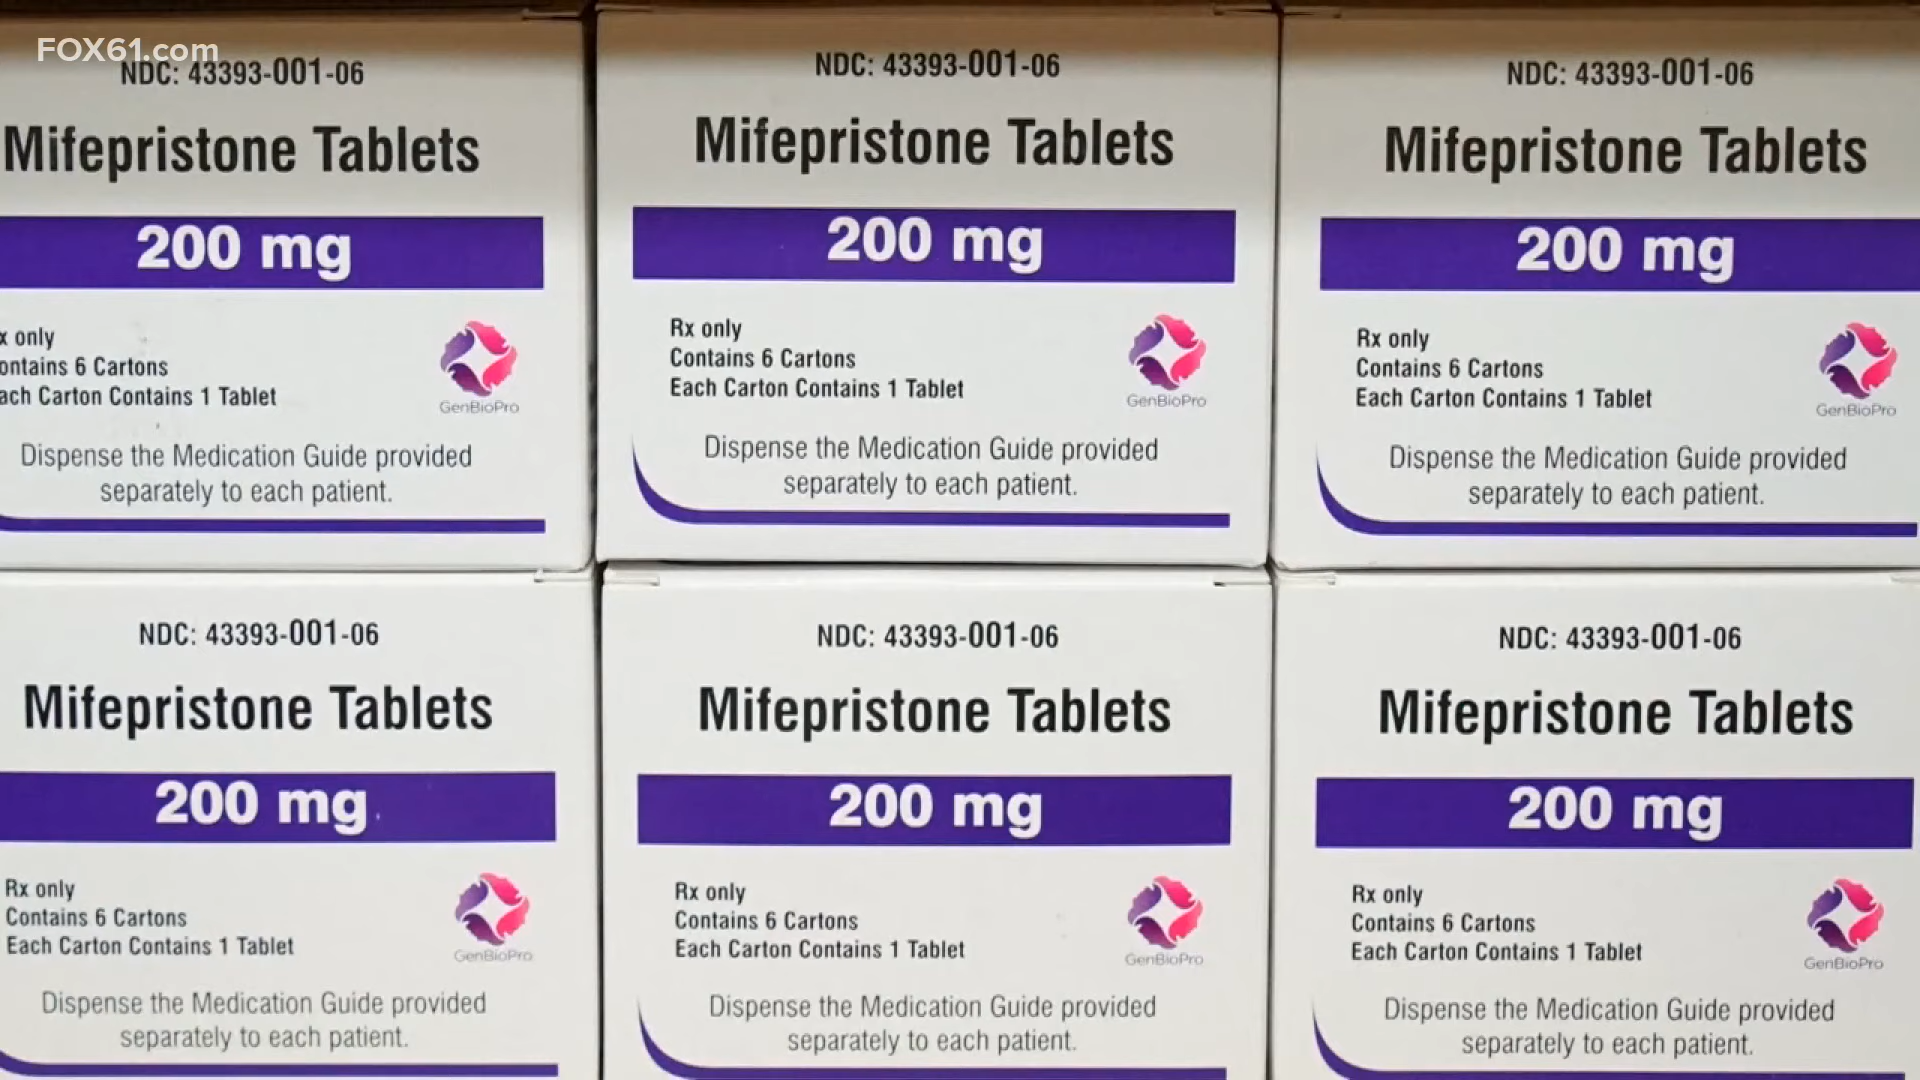 FOX61.com
NDC: 43393-001-06
Mifepristone Tablets
200 mg
x only
ontains 6 Cartons
ach Carton Contains 1 Tablet
GenBioPro
Dispense the Medication Guide provided
separately to each patient.
NDC: 43393-001-06
Mifepristone Tablets
200 mg
Rx only
Contains 6 Cartons
Each Carton Contains 1 Tablet
GenBioPro
Dispense the Medication Guide provided
separately to each patient.
NDC: 43393-001-06
Mifepristone Tablets
200 mg
Rx only
Contains 6 Cartons
Each Carton Contains 1 Tablet
GenBioPro
Dispense the Medication Guide provided
separately to each patient.
NDC: 43393-001-06
Mifepristone Tablets
200 mg
Rx only
Contains 6 Cartons
Each Carton Contains 1 Tablet
GenBioPro
Dispense the Medication Guide provided
separately to each patient.
NDC: 43393-001-06
Mifepristone Tablets
200 mg
Rx only
Contains 6 Cartons
Each Carton Contains 1 Tablet
GenBioPro
Dispense the Medication Guide provided
separately to each patient.
NDC: 43393-001-06
Mifepristone Tablets
200 mg
Rx only
Contains 6 Cartons
Each Carton Contains 1 Tablet
GenBioPro
Dispense the Medication Guide provided
separately to each patient.